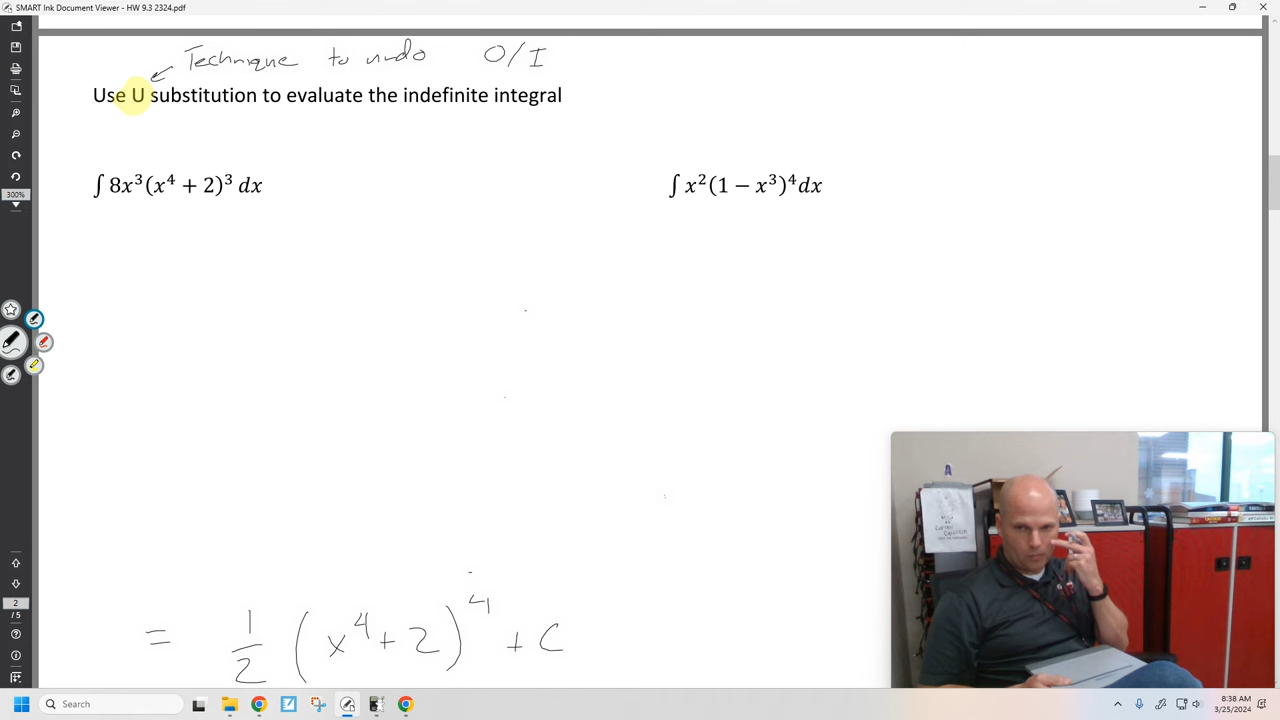 SMART Ink Document Viewer - HW 9.3 2324.pdf
Technique to undo O/I
Use U substitution to evaluate the indefinite integral
∫ 8x³(x⁴ + 2)³ dx
∫ x²(1 − x³)⁴dx
300%
= 1/2 (x⁴+2)⁴ + C
2
/ 5
Search
8:38 AM
3/25/2024